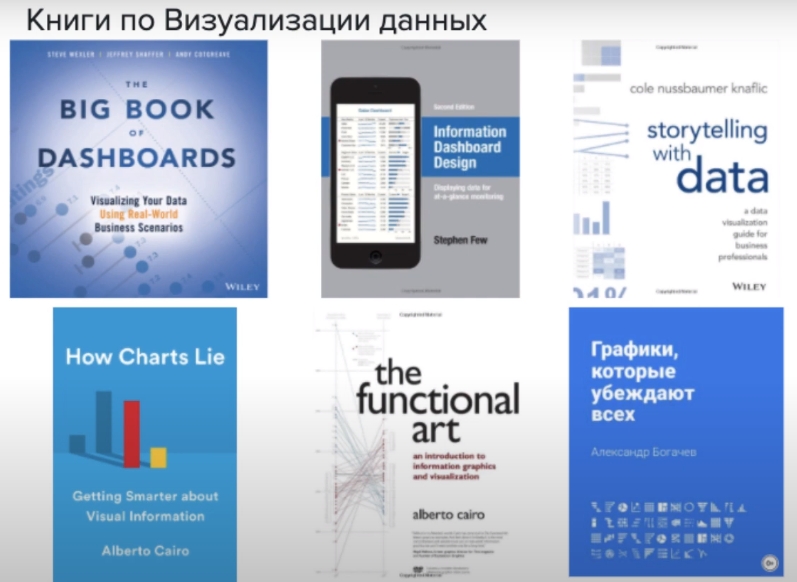 Книги по Визуализации данных
STEVE WEXLER | JEFFREY SHAFFER | ANDY COTGREAVE
THE
BIG BOOK
OF
DASHBOARDS
Visualizing Your Data
Using Real-World
Business Scenarios
WILEY
Second Edition
Information
Dashboard
Design
Displaying data for
at-a-glance monitoring
Stephen Few
cole nussbaumer knaflic
storytelling
with
data
a data
visualization
guide for
business
professionals
WILEY
How Charts Lie
Getting Smarter about
Visual Information
Alberto Cairo
the
functional
art
an introduction to
information graphics
and visualization
alberto cairo
Графики,
которые
убеждают
всех
Александр Богачев